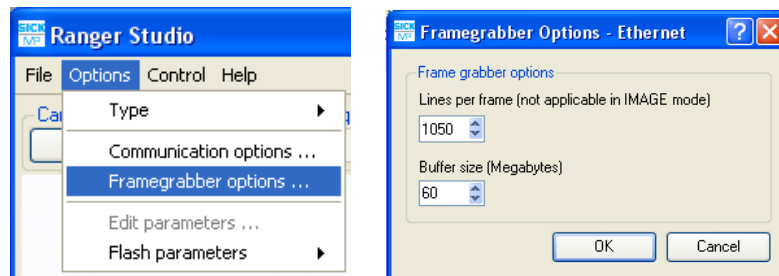 SICK
IVP
Ranger Studio
File Options Control Help
Type
Communication options ...
Framegrabber options ...
Edit parameters ...
Flash parameters
SICK
IVP
Framegrabber Options - Ethernet
Frame grabber options
Lines per frame (not applicable in IMAGE mode)
1050
Buffer size (Megabytes)
60
OK Cancel